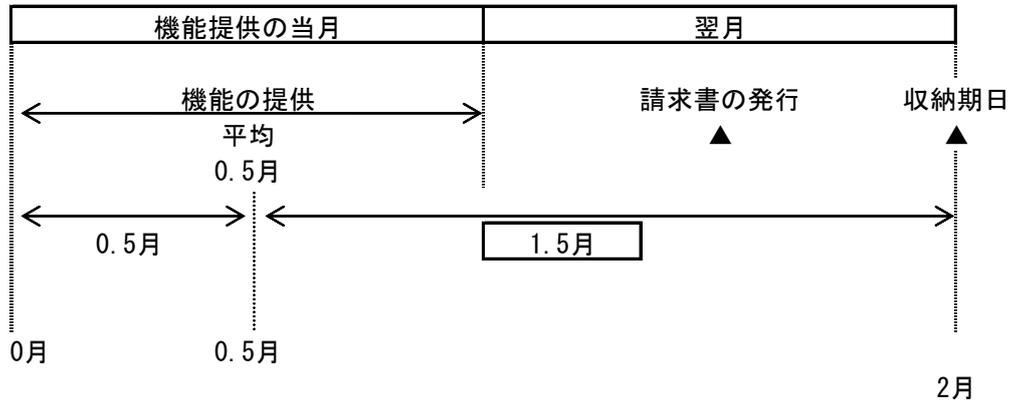 機能提供の当月 翌月
機能の提供 請求書の発行 収納期日
平均 ▲ ▲
0.5月
0.5月 1.5月
0月 0.5月
2月